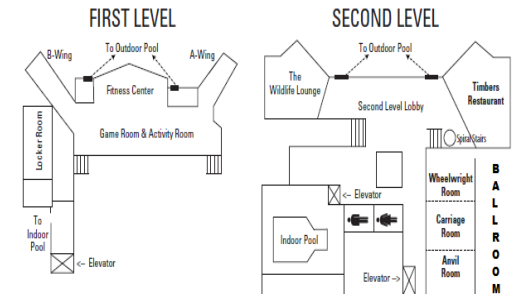 FIRST LEVEL
B-Wing
To Outdoor Pool
A-Wing
Fitness Center
Game Room & Activity Room
Locker Room
To
Indoor
Pool
<- Elevator
SECOND LEVEL
To Outdoor Pool
The
Wildlife Lounge
Second Level Lobby
Timbers
Restaurant
Spiral Stairs
<- Elevator
Indoor Pool
Elevator ->
Wheelwright
Room
Carriage
Room
Anvil
Room
B
A
L
L
R
O
O
M